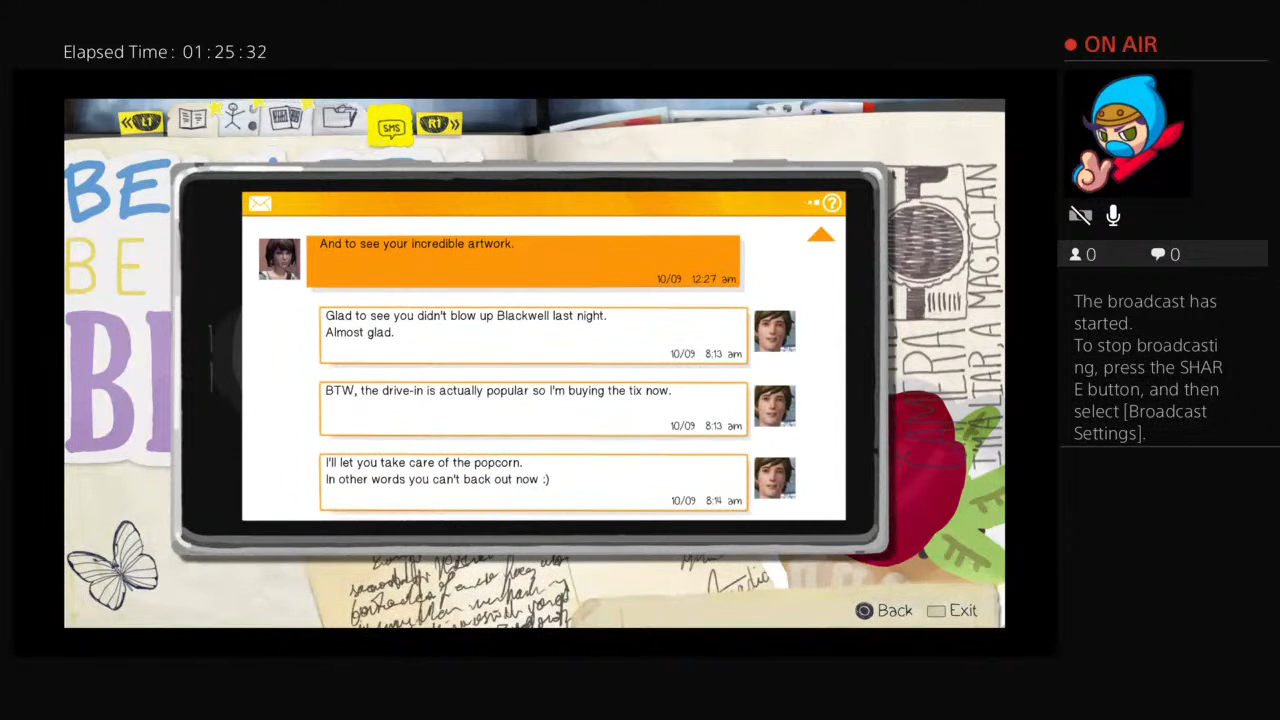 Elapsed Time: 01:25:32
ON AIR
L1
SMS
R1
BE
BE
And to see your incredible artwork.
10/09 12:27 am
Glad to see you didn't blow up Blackwell last night.
Almost glad.
10/09 8:13 am
BTW, the drive-in is actually popular so I'm buying the tix now.
10/09 8:13 am
I'll let you take care of the popcorn.
In other words you can't back out now :)
10/09 8:14 am
A MAGICIAN
Back
Exit
0
0
The broadcast has
started.
To stop broadcasti
ng, press the SHAR
E button, and then
select [Broadcast
Settings].